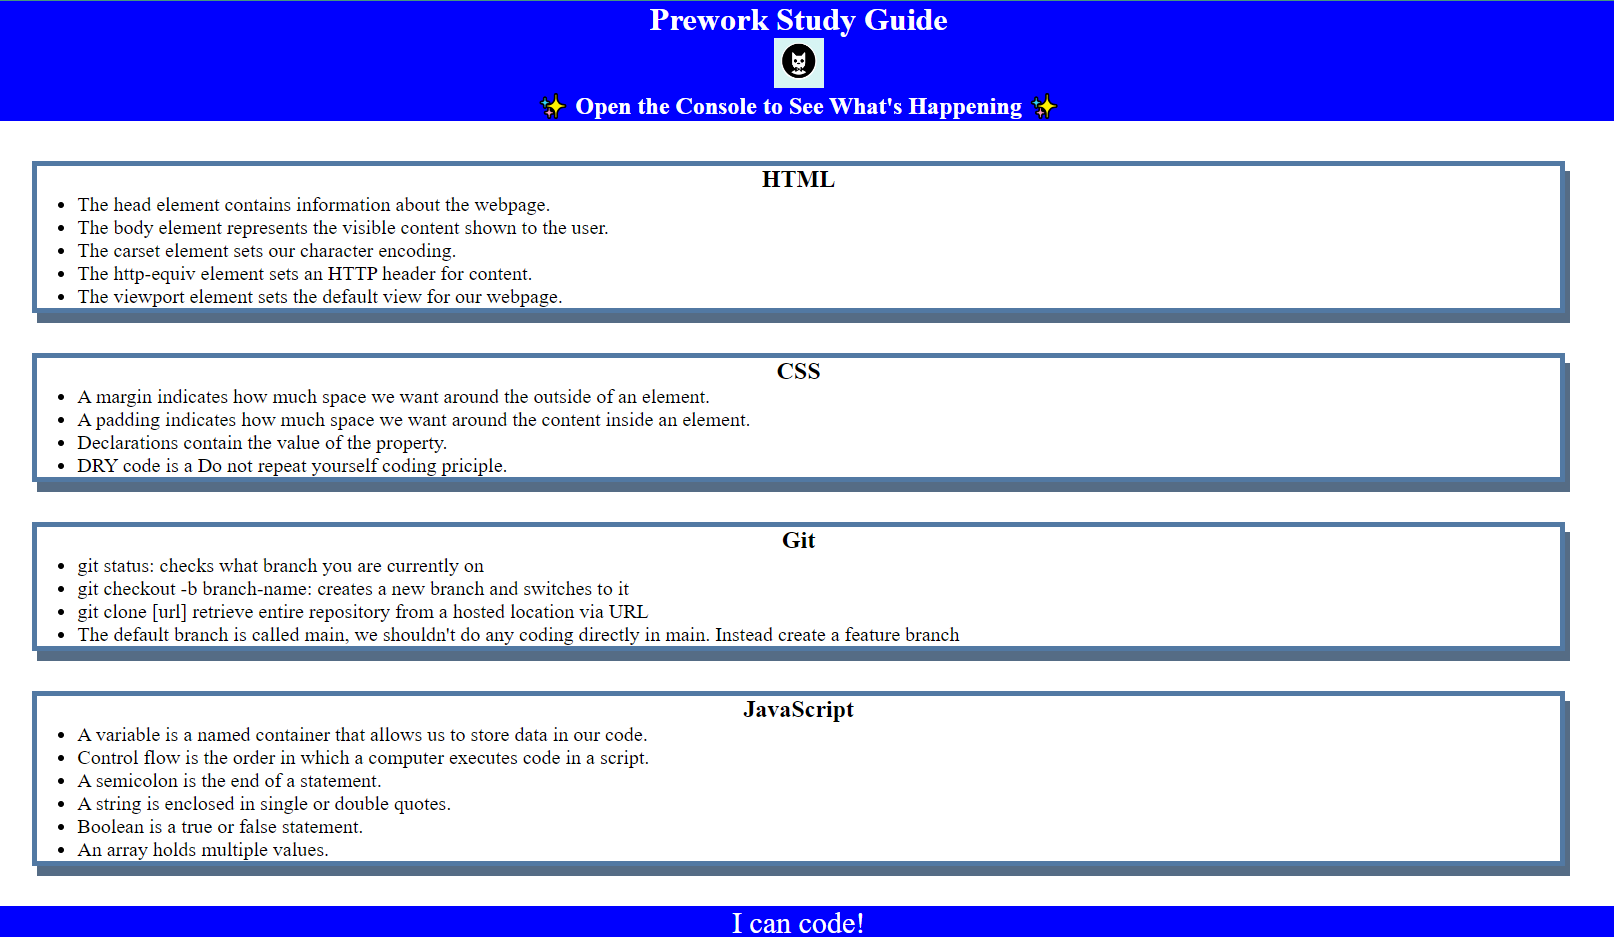 Prework Study Guide
✨ Open the Console to See What's Happening ✨
HTML
• The head element contains information about the webpage.
• The body element represents the visible content shown to the user.
• The carset element sets our character encoding.
• The http-equiv element sets an HTTP header for content.
• The viewport element sets the default view for our webpage.
CSS
• A margin indicates how much space we want around the outside of an element.
• A padding indicates how much space we want around the content inside an element.
• Declarations contain the value of the property.
• DRY code is a Do not repeat yourself coding priciple.
Git
• git status: checks what branch you are currently on
• git checkout -b branch-name: creates a new branch and switches to it
• git clone [url] retrieve entire repository from a hosted location via URL
• The default branch is called main, we shouldn't do any coding directly in main. Instead create a feature branch
JavaScript
• A variable is a named container that allows us to store data in our code.
• Control flow is the order in which a computer executes code in a script.
• A semicolon is the end of a statement.
• A string is enclosed in single or double quotes.
• Boolean is a true or false statement.
• An array holds multiple values.
I can code!